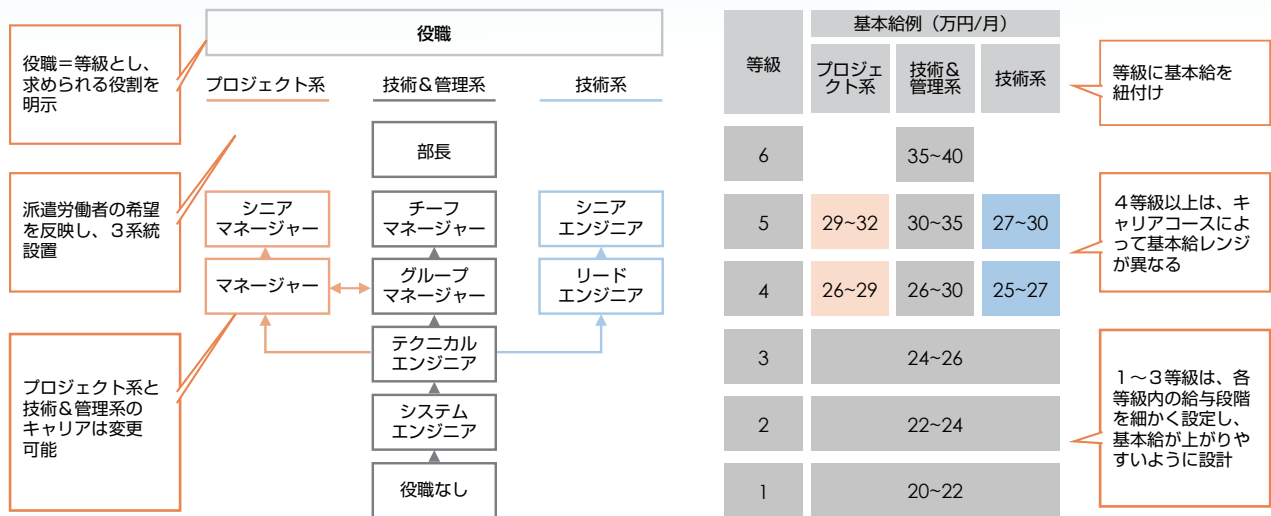 役職＝等級とし、
求められる役割を
明示
派遣労働者の希望
を反映し、３系統
設置
プロジェクト系と
技術＆管理系の
キャリアは変更
可能
役職
プロジェクト系
技術＆管理系
技術系
部長
シニア
マネージャー
チーフ
マネージャー
シニア
エンジニア
マネージャー
グループ
マネージャー
リード
エンジニア
テクニカル
エンジニア
システム
エンジニア
役職なし
等級
基本給例（万円/月）
プロジェ
クト系
技術＆
管理系
技術系
6
35~40
5
29~32
30~35
27~30
4
26~29
26~30
25~27
3
24~26
2
22~24
1
20~22
等級に基本給を
紐付け
４等級以上は、キ
ャリアコースによ
って基本給レンジ
が異なる
１～３等級は、各
等級内の給与段階
を細かく設定し、
基本給が上がりや
すいように設計